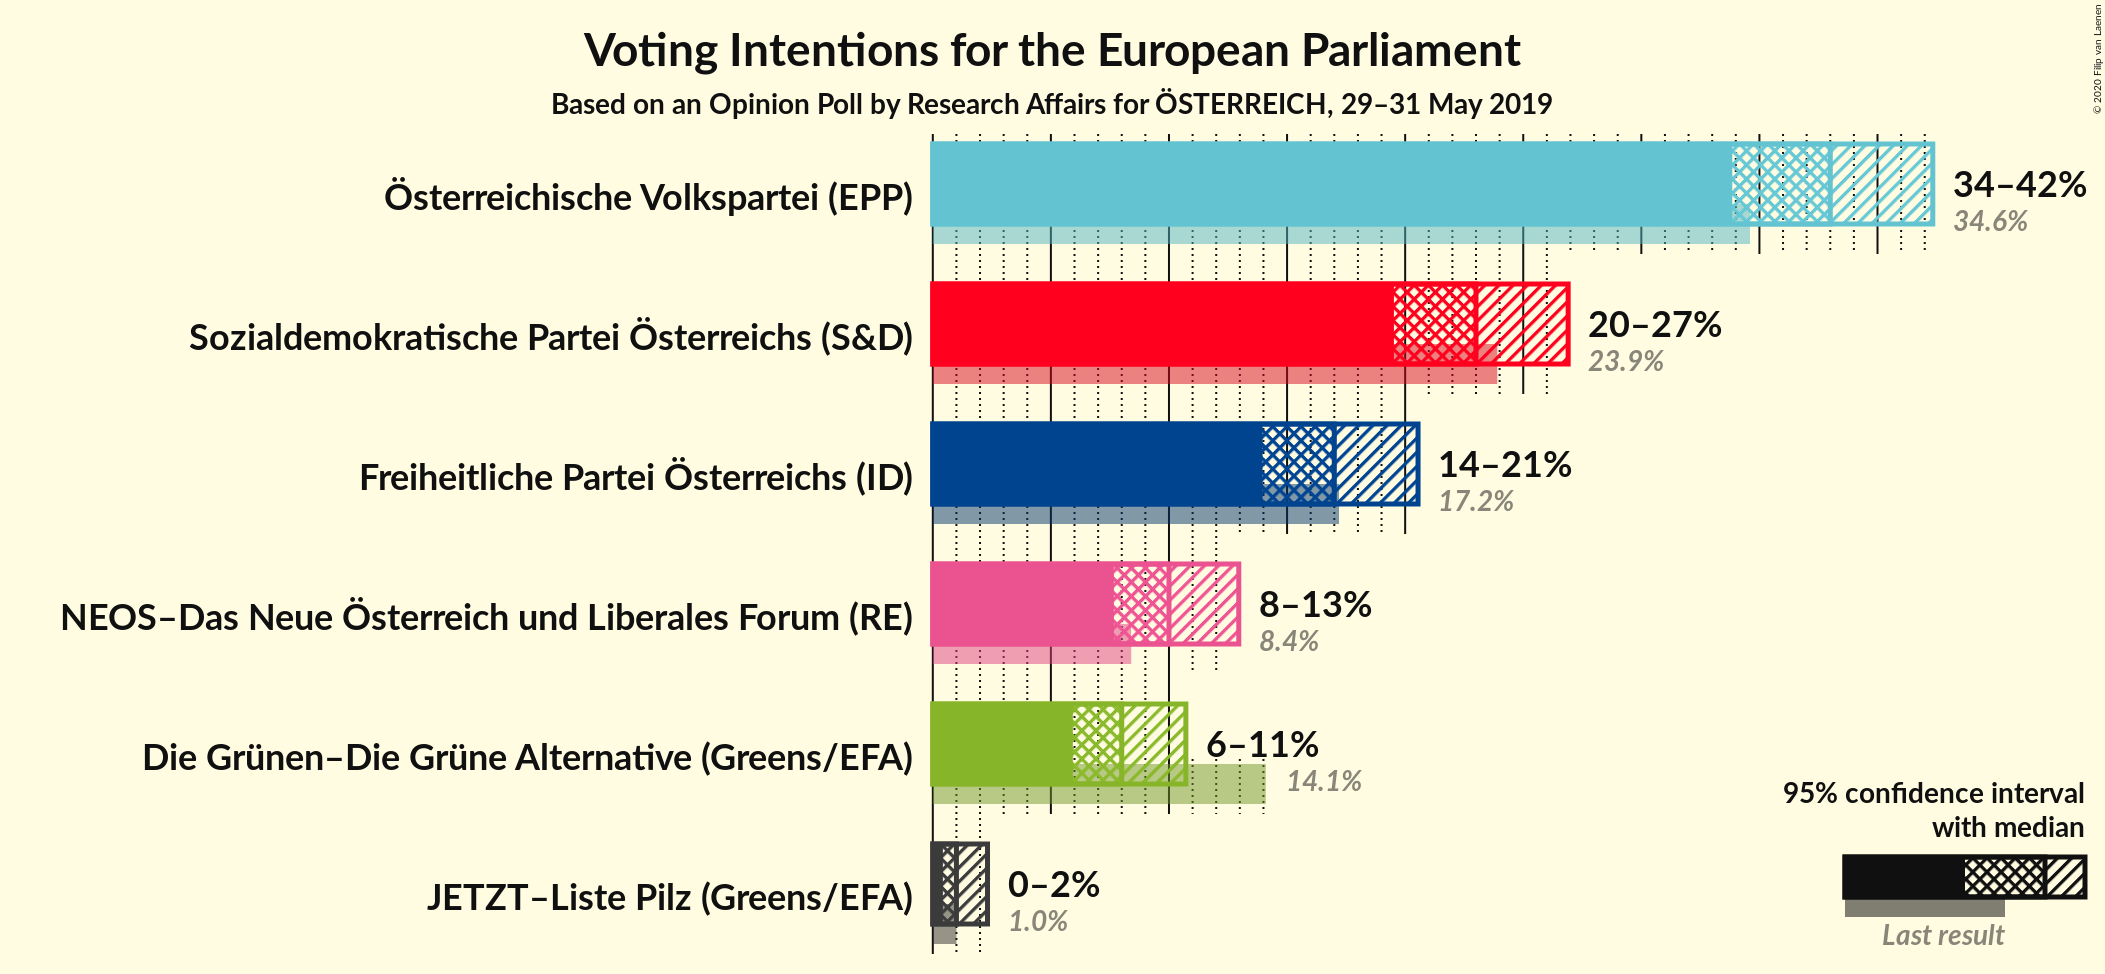 Voting Intentions for the European Parliament
Based on an Opinion Poll by Research Affairs for ÖSTERREICH, 29–31 May 2019
© 2020 Filip van Laenen
Österreichische Volkspartei (EPP)
34–42%
34.6%
Sozialdemokratische Partei Österreichs (S&D)
20–27%
23.9%
Freiheitliche Partei Österreichs (ID)
14–21%
17.2%
NEOS–Das Neue Österreich und Liberales Forum (RE)
8–13%
8.4%
Die Grünen–Die Grüne Alternative (Greens/EFA)
6–11%
14.1%
JETZT–Liste Pilz (Greens/EFA)
0–2%
1.0%
95% confidence interval
with median
Last result